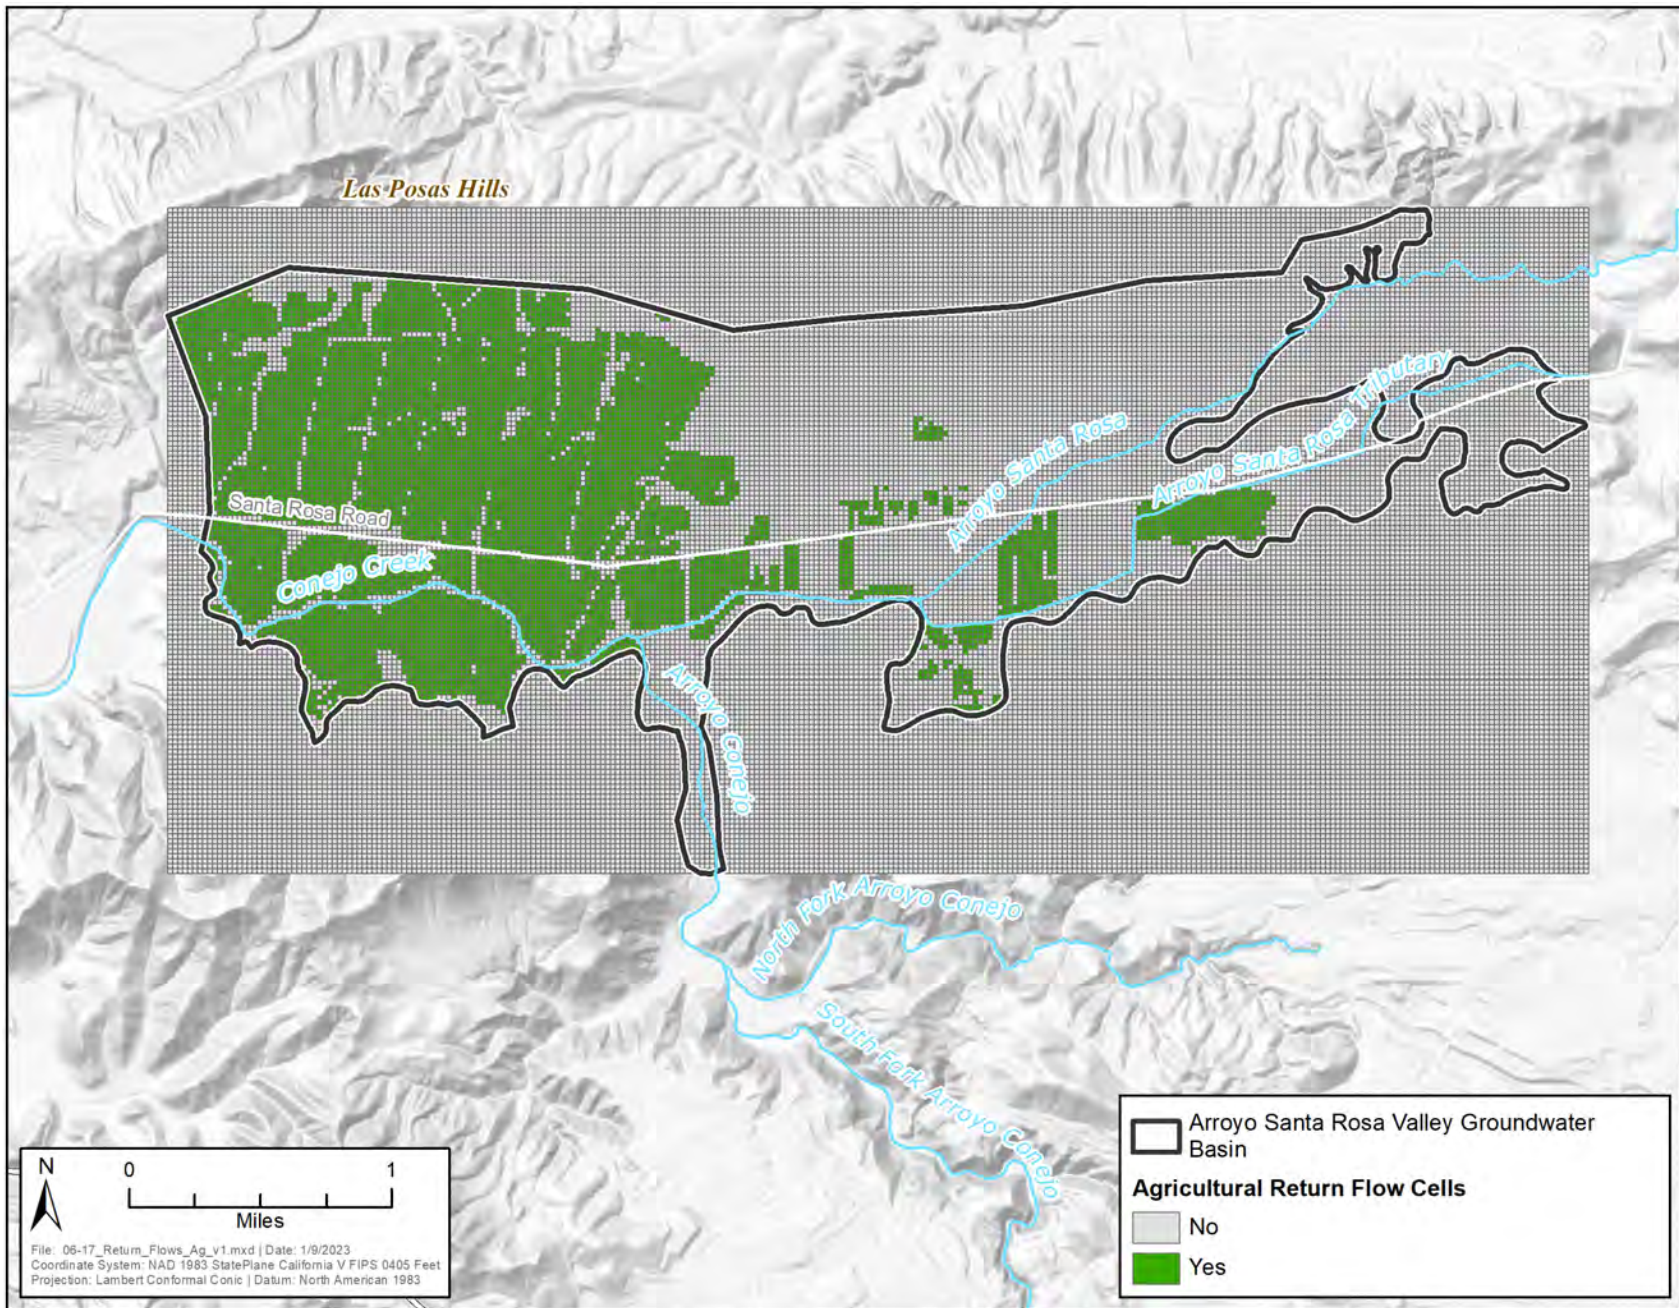 Las Posas Hills
Arroyo Santa Rosa Tributary
Arroyo Santa Rosa
Santa Rosa Road
Conejo Creek
Arroyo Conejo
North Fork Arroyo Conejo
South Fork Arroyo Conejo
N
0 1
Miles
File: 06-17_Return_Flows_Ag_v1.mxd | Date: 1/9/2023
Coordinate System: NAD 1983 StatePlane California V FIPS 0405 Feet
Projection: Lambert Conformal Conic | Datum: North American 1983
Arroyo Santa Rosa Valley Groundwater
Basin
Agricultural Return Flow Cells
No
Yes